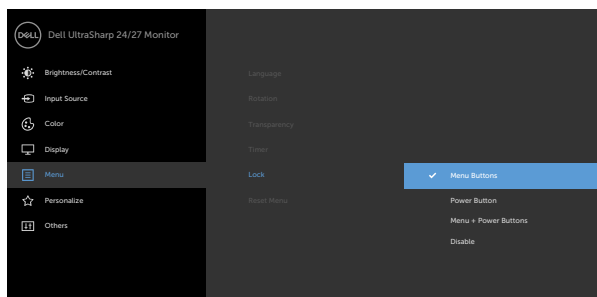 DELL Dell UltraSharp 24/27 Monitor
Brightness/Contrast
Input Source
Color
Display
Menu
Personalize
Others
Language
Rotation
Transparency
Timer
Lock
Reset Menu
Menu Buttons
Power Button
Menu + Power Buttons
Disable